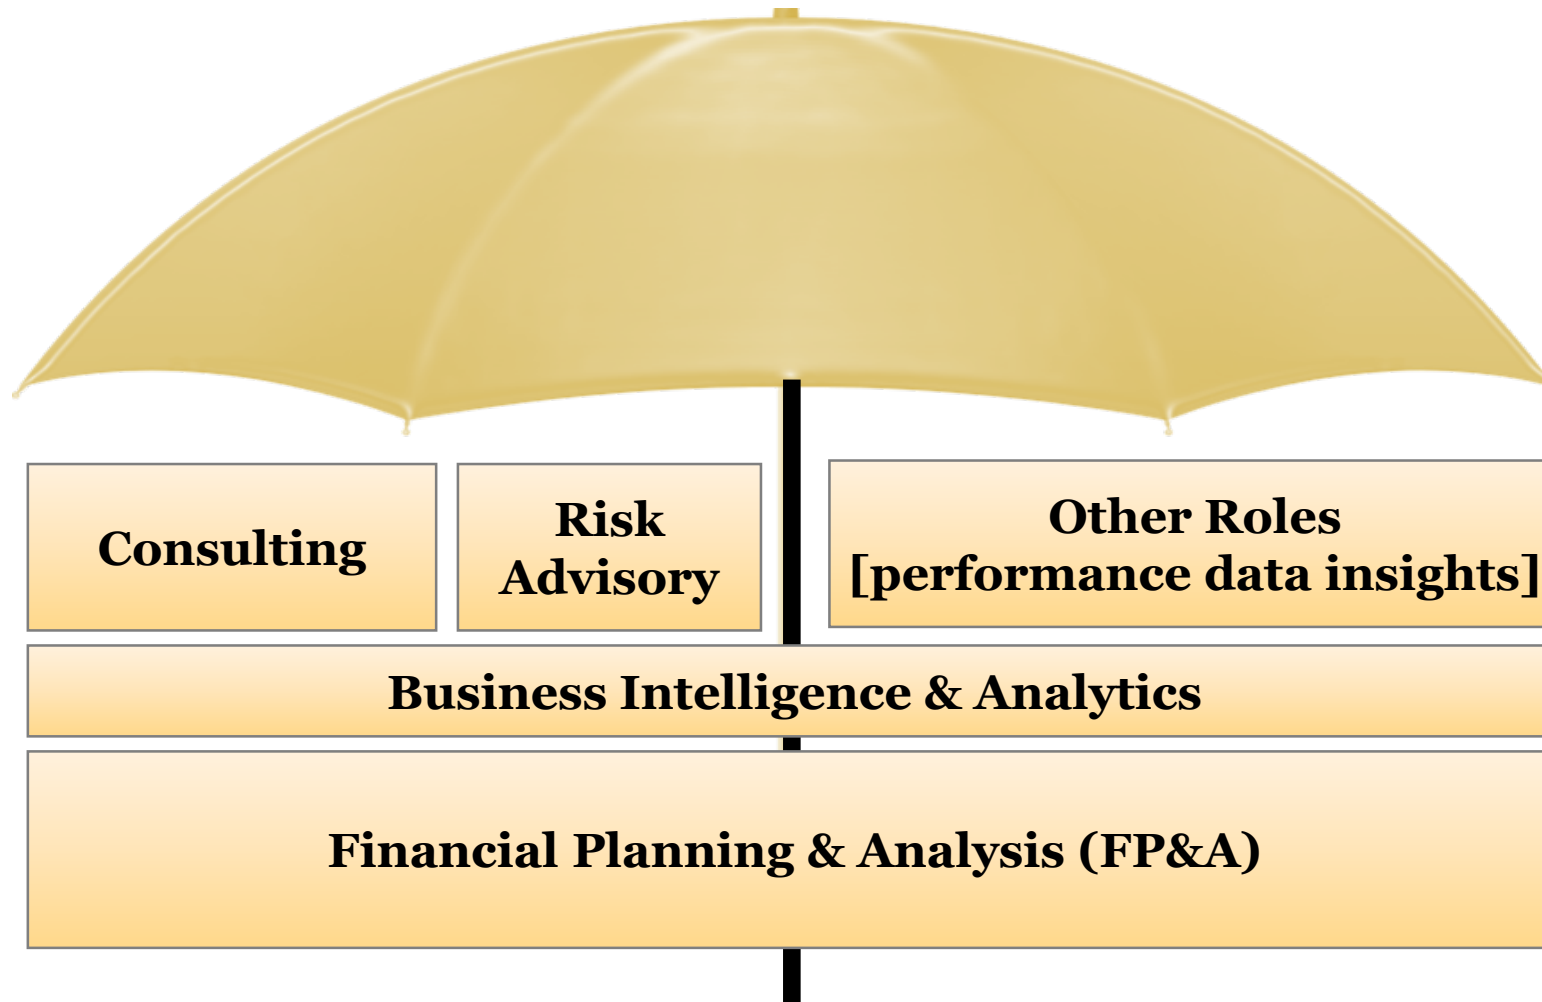 Consulting
Risk
Advisory
Other Roles
[performance data insights]
Business Intelligence & Analytics
Financial Planning & Analysis (FP&A)